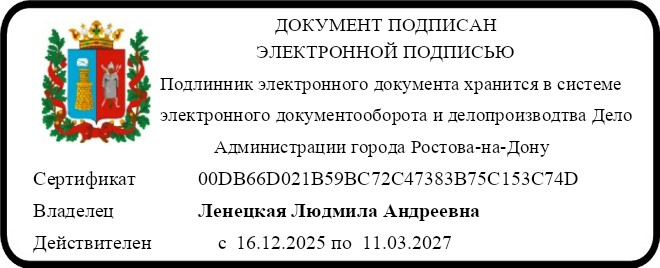 ДОКУМЕНТ ПОДПИСАН
ЭЛЕКТРОННОЙ ПОДПИСЬЮ
Подлинник электронного документа хранится в системе
электронного документооборота и делопроизводтва Дело
Администрации города Ростова-на-Дону
Сертификат 00DB66D021B59BC72C47383B75C153C74D
Владелец Ленецкая Людмила Андреевна
Действителен с 16.12.2025 по 11.03.2027